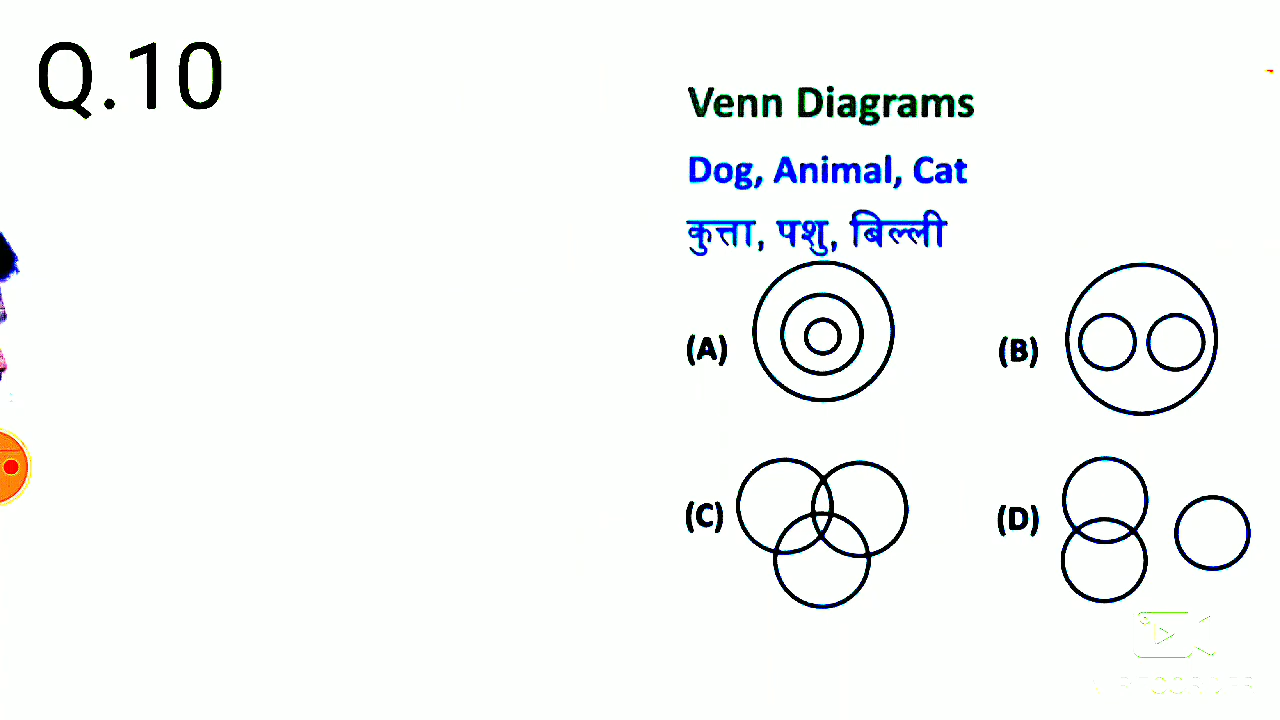 Q.10
Venn Diagrams
Dog, Animal, Cat
कुत्ता, पशु, बिल्ली
(A)
(B)
(C)
(D)